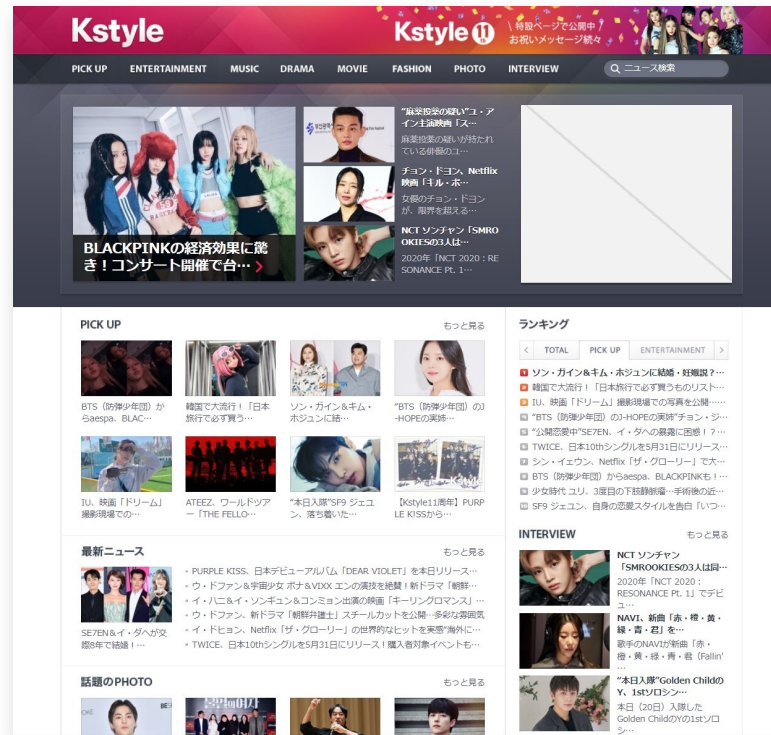 Kstyle
Kstyle 11th
\ 特設ページで公開中 /
お祝いメッセージ続々
PICK UP ENTERTAINMENT MUSIC DRAMA MOVIE FASHION PHOTO INTERVIEW ニュース検索
BLACKPINKの経済効果に驚
き！コンサート開催で台…
"麻薬投薬の疑い"ユ・ア
イン主演映画「ス…
麻薬投薬の疑いが持たれ
ている俳優のユ…
チョン・ドヨン、Netflix
映画「キル・ボ…
女優のチョン・ドヨン
が、限界を超える…
NCT ソンチャン「SMRO
OKIESの3人は…
2020年「NCT 2020：RE
SONANCE Pt. 1…
PICK UP もっと見る
BTS（防弾少年団）か
らaespa、BLAC…
韓国で大流行！「日本
旅行で必ず買う…
ソン・ガイン＆キム・
ホジュンに結…
"BTS（防弾少年団）のJ
-HOPEの実姉…
IU、映画「ドリーム」
撮影現場での…
ATEEZ、ワールドツア
ー「THE FELLO…
"本日入隊"SF9 ジェユ
ン、落ち着いた…
【Kstyle11周年】PURP
LE KISSから…
最新ニュース もっと見る
SE7EN＆イ・ダヘが交
際8年で結婚！…
PURPLE KISS、日本デビューアルバム「DEAR VIOLET」を本日リリース…
ウ・ドファン＆宇宙少女 ボナ＆VIXX エンの演技を絶賛！新ドラマ「朝鮮…
イ・ハニ＆イ・ソンギュン＆コンミョン出演の映画「キーリングロマンス」…
ウ・ドファン、新ドラマ「朝鮮弁護士」スチールカットを公開…多彩な雰囲気
イ・ドヒョン、Netflix「ザ・グローリー」の世界的なヒットを実感"海外に…
TWICE、日本10thシングルを5月31日にリリース！購入者対象イベントも…
話題のPHOTO もっと見る
ランキング
TOTAL PICK UP ENTERTAINMENT
1 ソン・ガイン＆キム・ホジュンに結婚・妊娠説？…
2 韓国で大流行！「日本旅行で必ず買うものリスト…
3 IU、映画「ドリーム」撮影現場での写真を公開……
4 "BTS（防弾少年団）のJ-HOPEの実姉"チョン・ジ…
5 "公開恋愛中"SE7EN、イ・ダヘの暴露に困惑！？…
6 TWICE、日本10thシングルを5月31日にリリース…
7 シン・イェウン、Netflix「ザ・グローリー」で大…
8 BTS（防弾少年団）からaespa、BLACKPINKも！…
9 少女時代 ユリ、3度目の下肢静脈瘤…手術後の近…
10 SF9 ジェユン、自身の恋愛スタイルを告白「いつ…
INTERVIEW もっと見る
NCT ソンチャン
「SMROOKIESの3人は同…
2020年「NCT 2020：
RESONANCE Pt. 1」でデビ
ュ…
NAVI、新曲「赤・橙・黄・
緑・青・君」を…
歌手のNAVIが新曲「赤・
橙・黄・緑・青・君（Fallin'
…
"本日入隊"Golden Childの
Y、1stソロシン…
本日（20日）入隊した
Golden ChildのYの1stソロ
シ…